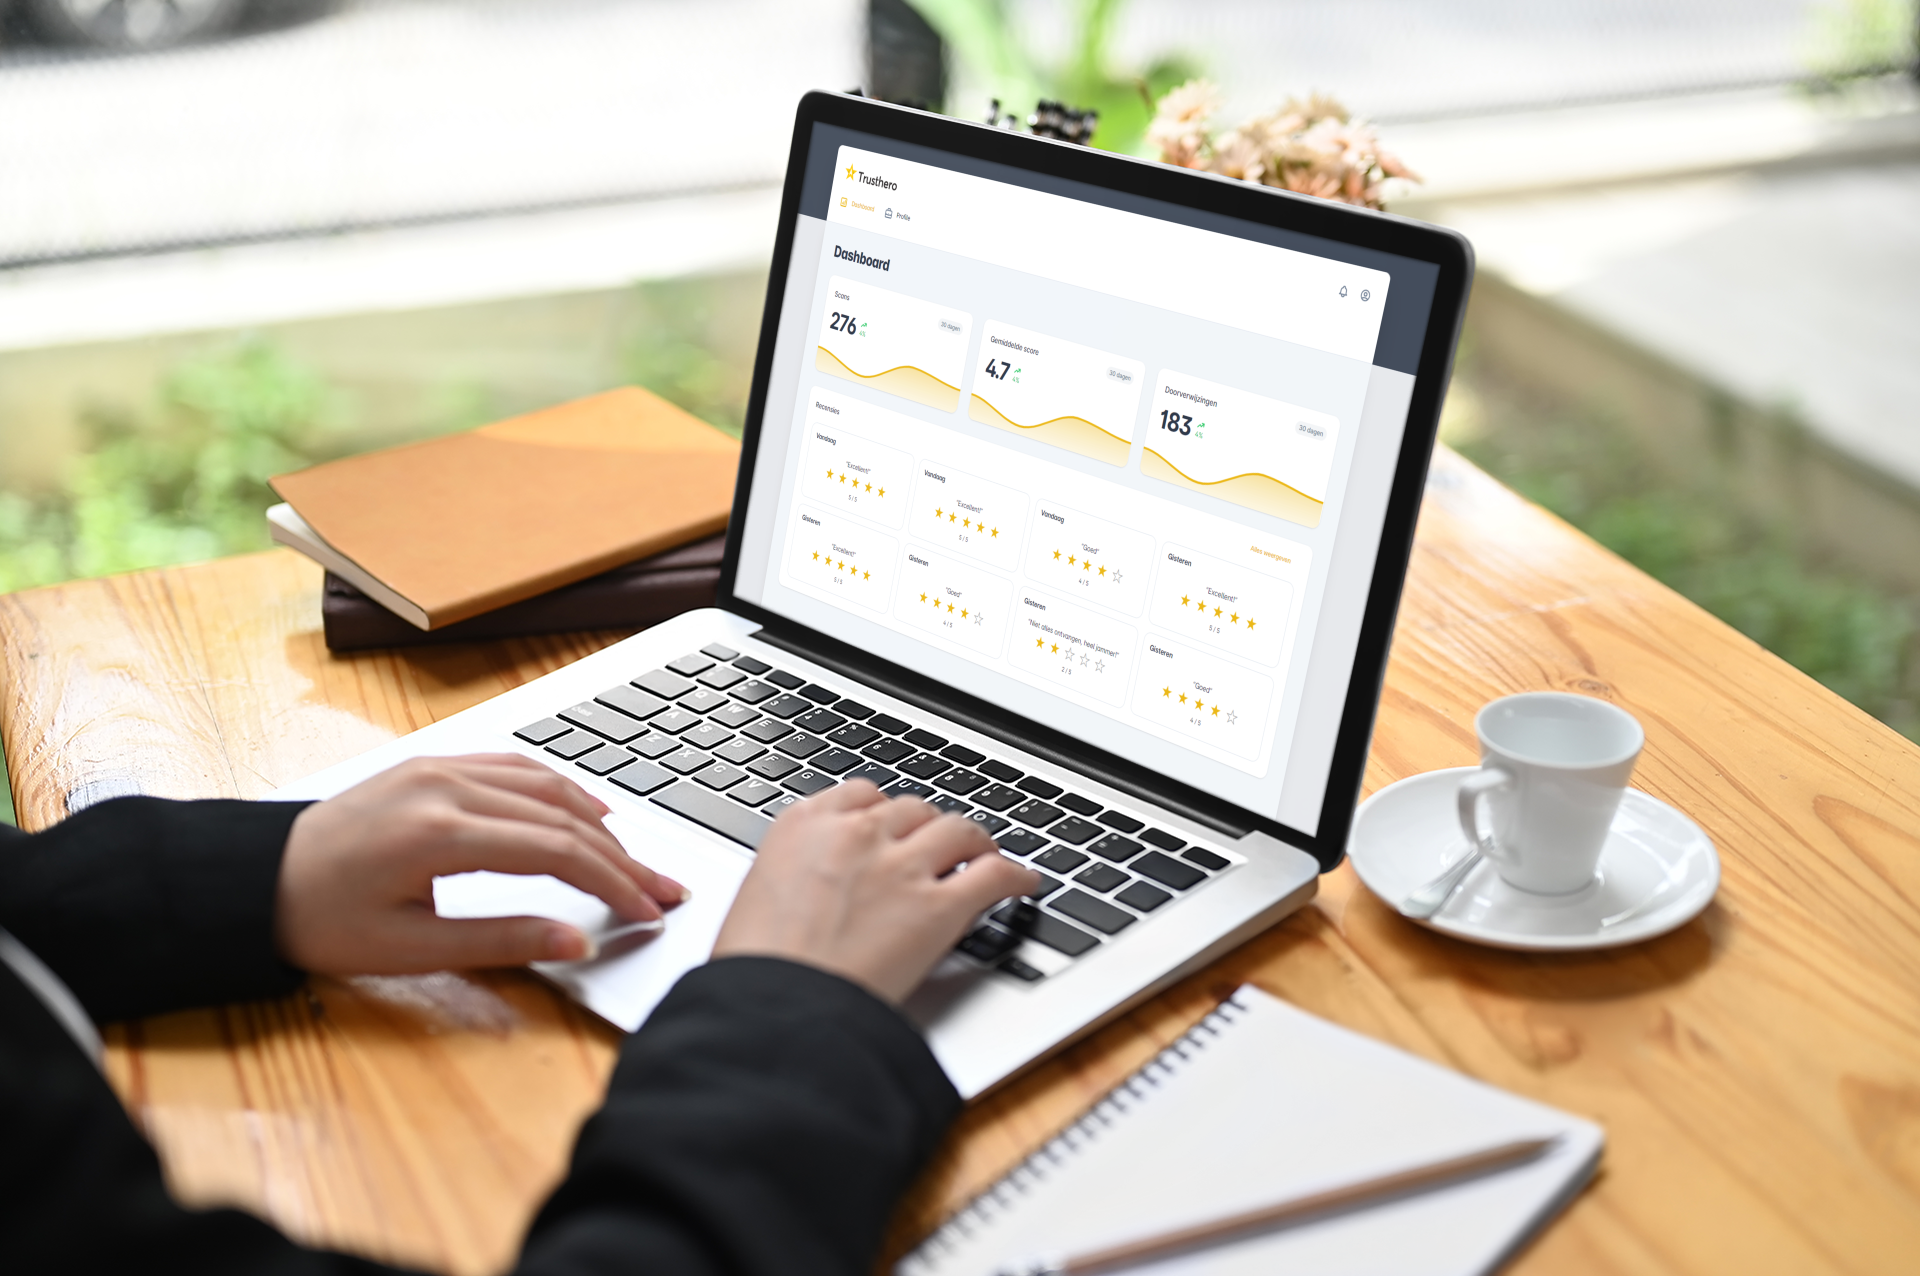 Trusthero
Dashboard
Profile
Dashboard
Scans
276
4%
30 dagen
Gemiddelde score
4.7
4%
30 dagen
Doorverwijzingen
183
4%
30 dagen
Recensies
Alles weergeven
Vandaag
"Excellent!"
5 / 5
Vandaag
"Excellent!"
5 / 5
Vandaag
"Goed"
4 / 5
Gisteren
"Excellent!"
5 / 5
Gisteren
"Excellent!"
5 / 5
Gisteren
"Goed"
4 / 5
Gisteren
"Niet alles ontvangen, heel jammer!"
2 / 5
Gisteren
"Goed"
4 / 5
Q W E R T Y U
A S D F G
Z X C V B
O P